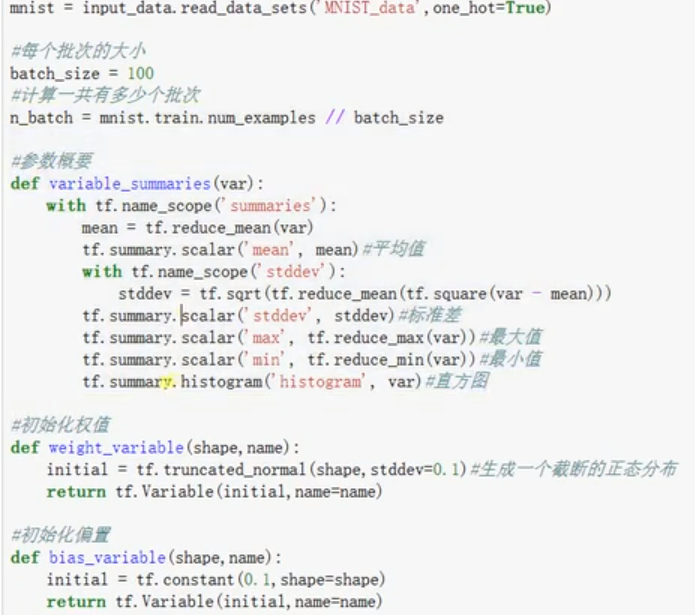 mnist = input_data.read_data_sets('MNIST_data',one_hot=True)
#每个批次的大小
batch_size = 100
#计算一共有多少个批次
n_batch = mnist.train.num_examples // batch_size
#参数概要
def variable_summaries(var):
    with tf.name_scope('summaries'):
        mean = tf.reduce_mean(var)
        tf.summary.scalar('mean', mean)#平均值
        with tf.name_scope('stddev'):
            stddev = tf.sqrt(tf.reduce_mean(tf.square(var - mean)))
        tf.summary.scalar('stddev', stddev)#标准差
        tf.summary.scalar('max', tf.reduce_max(var))#最大值
        tf.summary.scalar('min', tf.reduce_min(var))#最小值
        tf.summary.histogram('histogram', var)#直方图
#初始化权值
def weight_variable(shape,name):
    initial = tf.truncated_normal(shape,stddev=0.1)#生成一个截断的正态分布
    return tf.Variable(initial,name=name)
#初始化偏置
def bias_variable(shape,name):
    initial = tf.constant(0.1,shape=shape)
    return tf.Variable(initial,name=name)